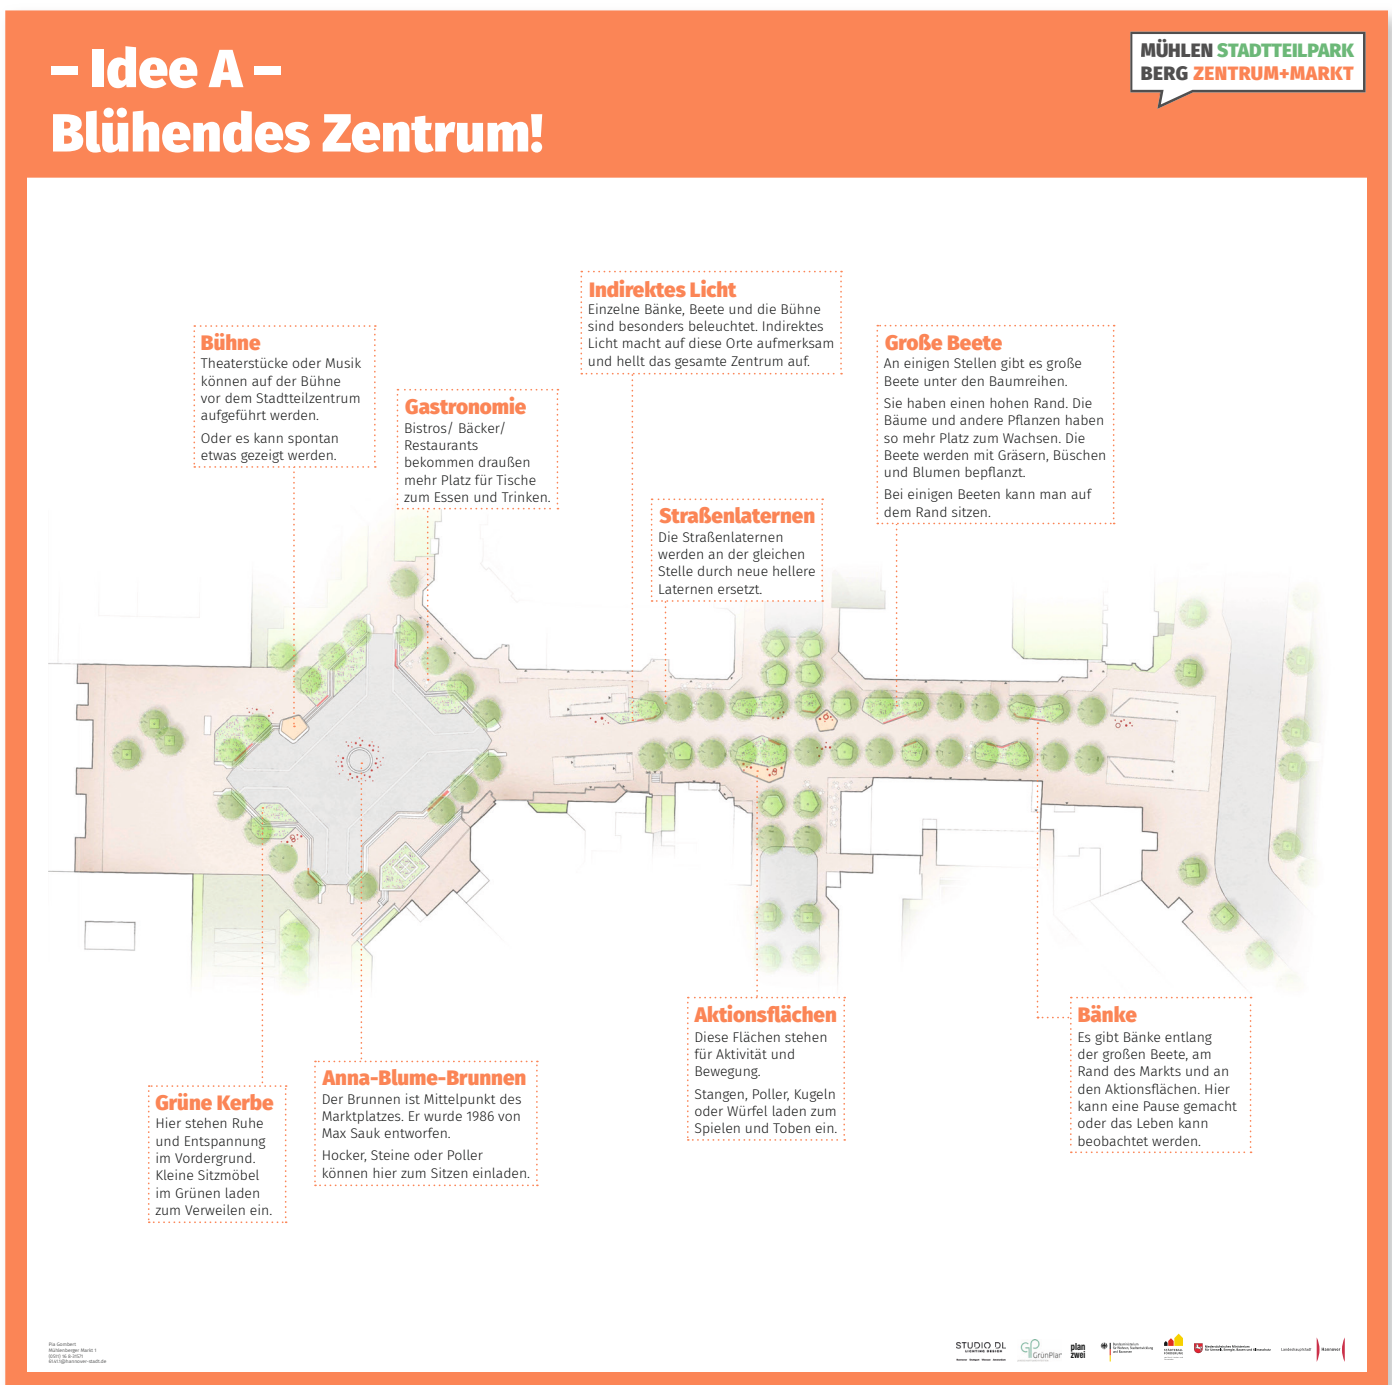 – Idee A –
Blühendes Zentrum!
MÜHLEN STADTTEILPARK
BERG ZENTRUM+MARKT
Indirektes Licht
Einzelne Bänke, Beete und die Bühne
sind besonders beleuchtet. Indirektes
Licht macht auf diese Orte aufmerksam
und hellt das gesamte Zentrum auf.
Bühne
Theaterstücke oder Musik
können auf der Bühne
vor dem Stadtteilzentrum
aufgeführt werden.
Oder es kann spontan
etwas gezeigt werden.
Große Beete
An einigen Stellen gibt es große
Beete unter den Baumreihen.
Sie haben einen hohen Rand. Die
Bäume und andere Pflanzen haben
so mehr Platz zum Wachsen. Die
Beete werden mit Gräsern, Büschen
und Blumen bepflanzt.
Bei einigen Beeten kann man auf
dem Rand sitzen.
Gastronomie
Bistros/ Bäcker/
Restaurants
bekommen draußen
mehr Platz für Tische
zum Essen und Trinken.
Straßenlaternen
Die Straßenlaternen
werden an der gleichen
Stelle durch neue hellere
Laternen ersetzt.
Aktionsflächen
Diese Flächen stehen
für Aktivität und
Bewegung.
Stangen, Poller, Kugeln
oder Würfel laden zum
Spielen und Toben ein.
Bänke
Es gibt Bänke entlang
der großen Beete, am
Rand des Markts und an
den Aktionsflächen. Hier
kann eine Pause gemacht
oder das Leben kann
beobachtet werden.
Anna-Blume-Brunnen
Der Brunnen ist Mittelpunkt des
Marktplatzes. Er wurde 1986 von
Max Sauk entworfen.
Hocker, Steine oder Poller
können hier zum Sitzen einladen.
Grüne Kerbe
Hier stehen Ruhe
und Entspannung
im Vordergrund.
Kleine Sitzmöbel
im Grünen laden
zum Verweilen ein.
Pia Gombert
Mühlenberger Markt 1
STUDIO DL
LIGHTING DESIGN
GrünPlan
plan
zwei
Landeshauptstadt
Hannover